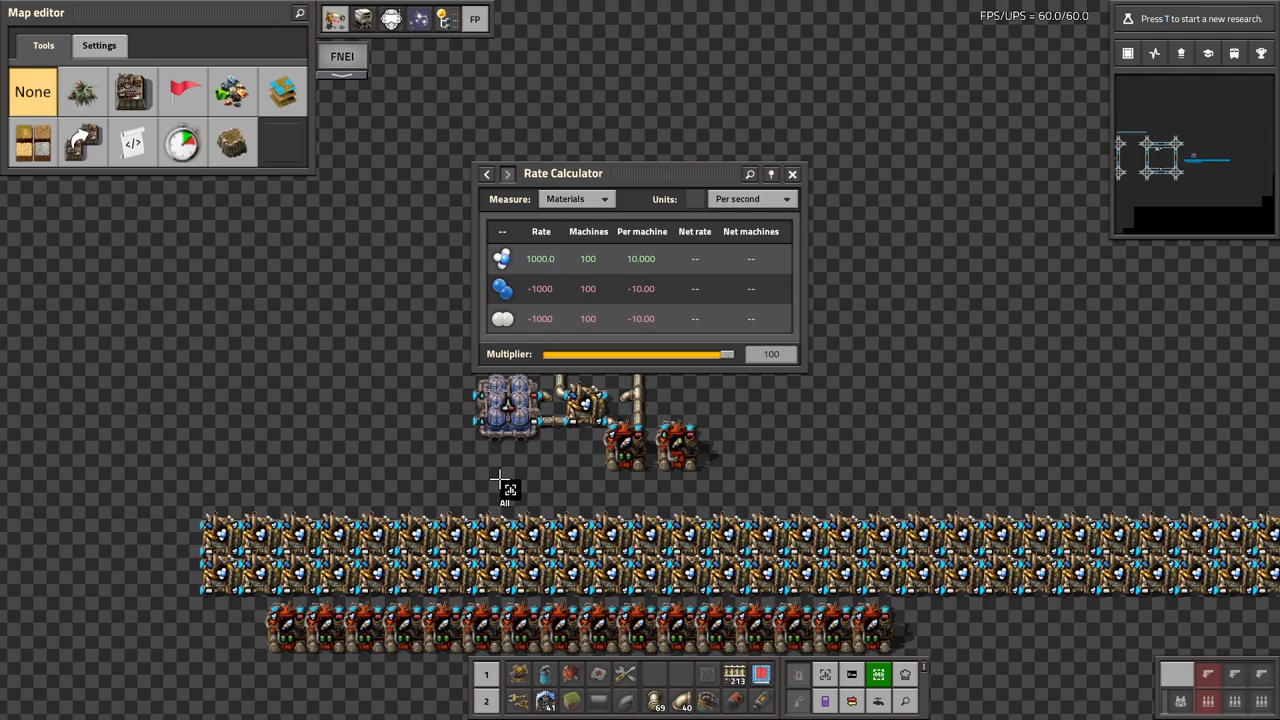 Map editor
FP
FPS/UPS = 60.0/60.0
Press T to start a new research.
Tools
Settings
FNEI
None
Rate Calculator
Measure:
Materials
Units:
Per second
-- Rate Machines Per machine Net rate Net machines
1000.0 100 10.000 -- --
-1000 100 -10.00 -- --
-1000 100 -10.00 -- --
Multiplier:
100
All
1
213
2
41
69
40